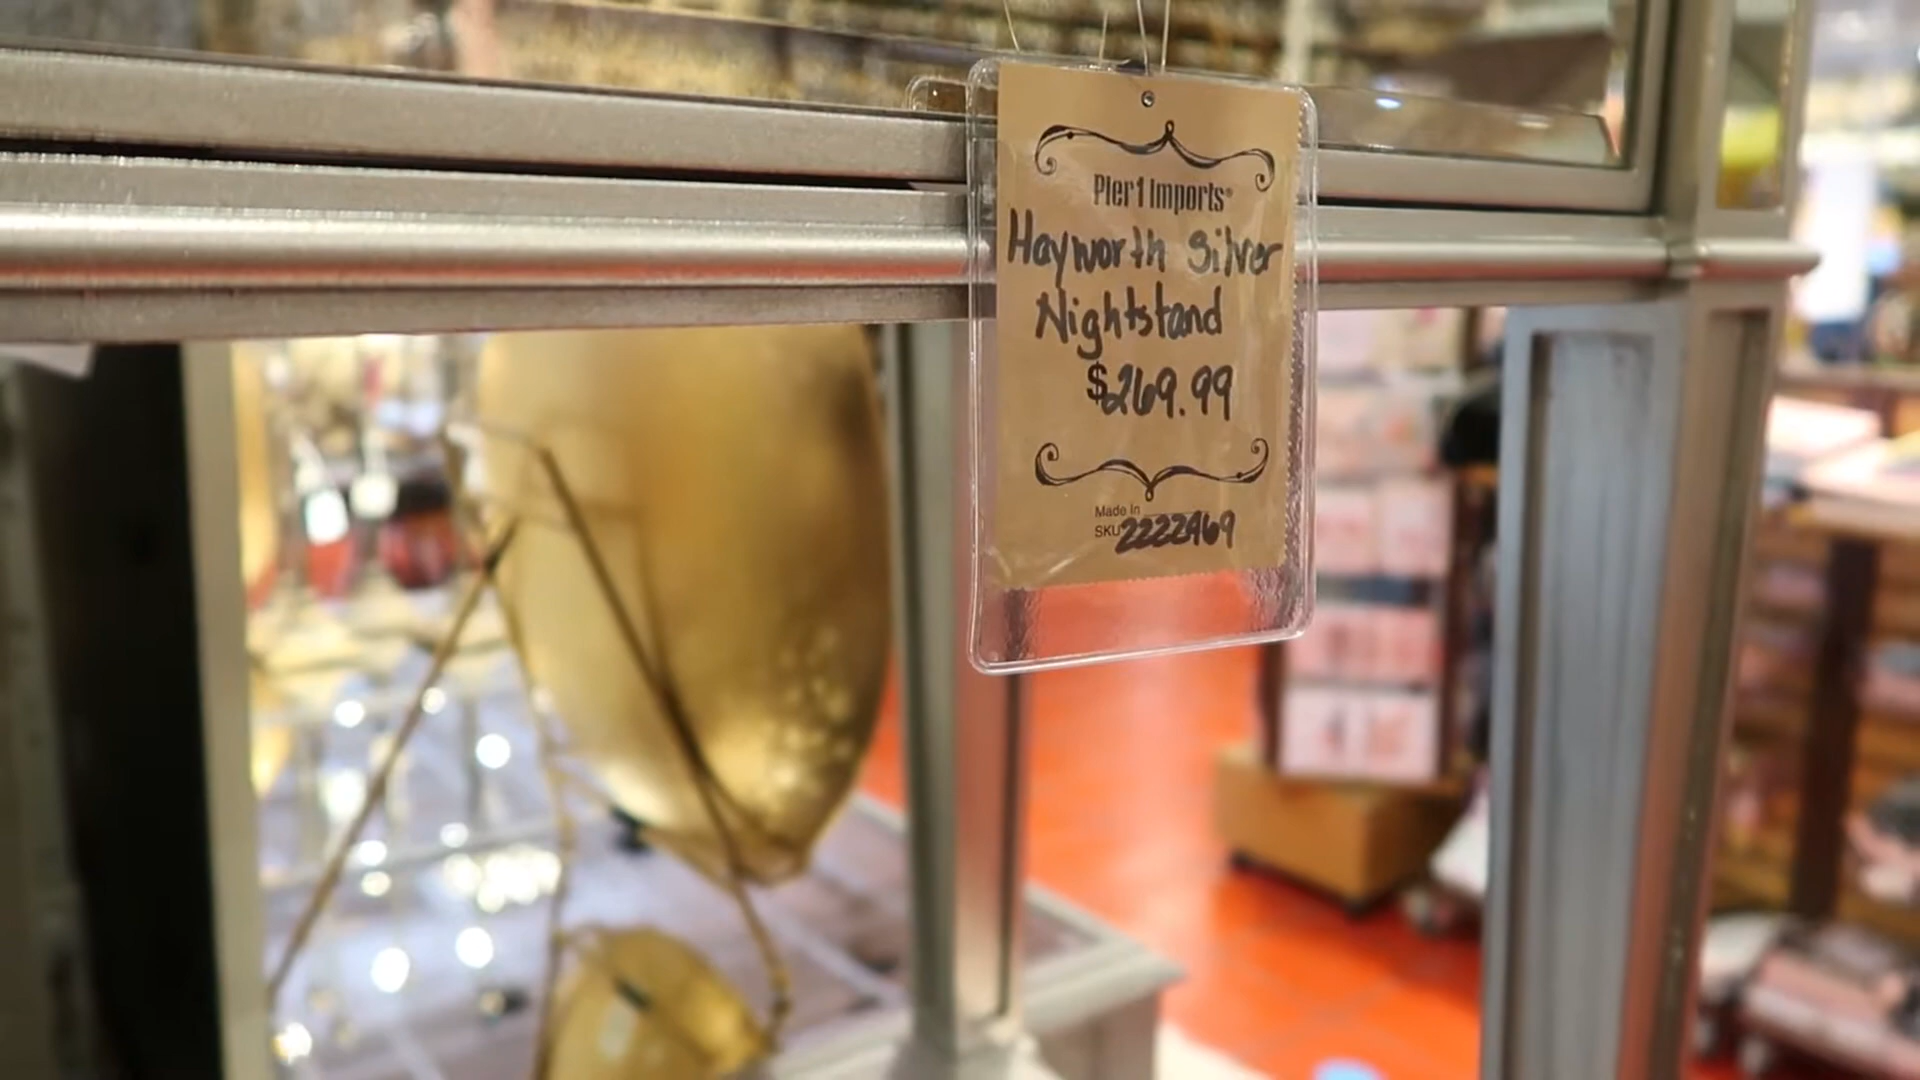 Pier 1 Imports®
Hayworth Silver
Nightstand
$269.99
Made In
SKU 2222469